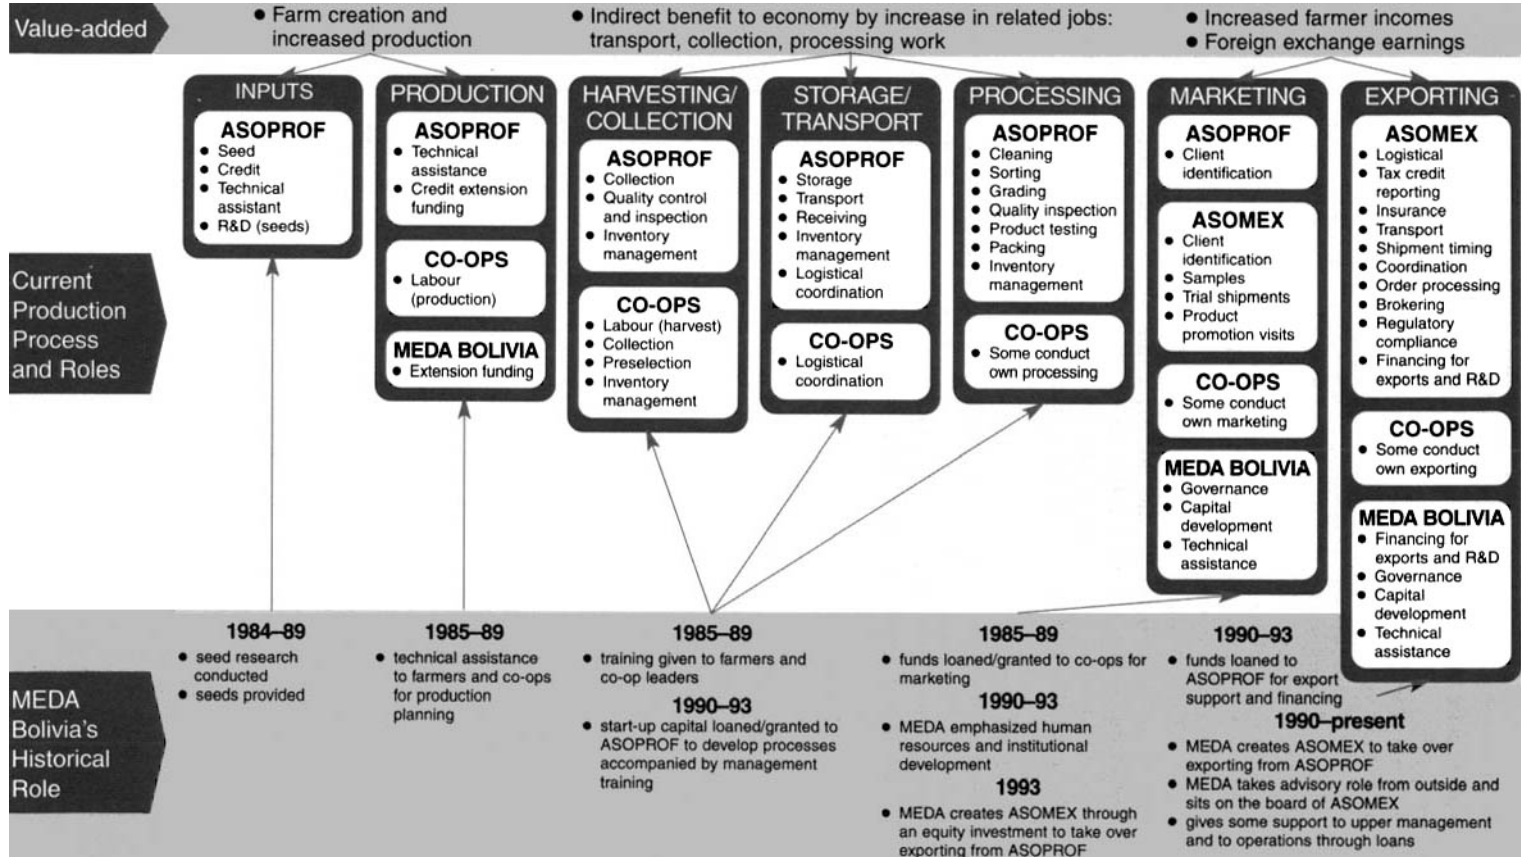 Value-added
● Farm creation and
increased production
● Indirect benefit to economy by increase in related jobs:
transport, collection, processing work
● Increased farmer incomes
● Foreign exchange earnings
Current
Production
Process
and Roles
INPUTS
ASOPROF
● Seed
● Credit
● Technical
assistant
● R&D (seeds)
PRODUCTION
ASOPROF
● Technical
assistance
● Credit extension
funding
CO-OPS
● Labour
(production)
MEDA BOLIVIA
● Extension funding
HARVESTING/
COLLECTION
ASOPROF
● Collection
● Quality control
and inspection
● Inventory
management
CO-OPS
● Labour (harvest)
● Collection
● Preselection
● Inventory
management
STORAGE/
TRANSPORT
ASOPROF
● Storage
● Transport
● Receiving
● Inventory
management
● Logistical
coordination
CO-OPS
● Logistical
coordination
PROCESSING
ASOPROF
● Cleaning
● Sorting
● Grading
● Quality inspection
● Product testing
● Packing
● Inventory
management
CO-OPS
● Some conduct
own processing
MARKETING
ASOPROF
● Client
identification
ASOMEX
● Client
identification
● Samples
● Trial shipments
● Product
promotion visits
CO-OPS
● Some conduct
own marketing
MEDA BOLIVIA
● Governance
● Capital
development
● Technical
assistance
EXPORTING
ASOMEX
● Logistical
● Tax credit
reporting
● Insurance
● Transport
● Shipment timing
● Coordination
● Order processing
● Brokering
● Regulatory
compliance
● Financing for
exports and R&D
CO-OPS
● Some conduct
own exporting
MEDA BOLIVIA
● Financing for
exports and R&D
● Governance
● Capital
development
● Technical
assistance
MEDA
Bolivia's
Historical
Role
1984–89
● seed research
conducted
● seeds provided
1985–89
● technical assistance
to farmers and co-ops
for production
planning
1985–89
● training given to farmers and
co-op leaders
1990–93
● start-up capital loaned/granted to
ASOPROF to develop processes
accompanied by management
training
1985–89
● funds loaned/granted to co-ops for
marketing
1990–93
● MEDA emphasized human
resources and institutional
development
1993
● MEDA creates ASOMEX through
an equity investment to take over
exporting from ASOPROF
1990–93
● funds loaned to
ASOPROF for export
support and financing
1990–present
● MEDA creates ASOMEX to take over
exporting from ASOPROF
● MEDA takes advisory role from outside and
sits on the board of ASOMEX
● gives some support to upper management
and to operations through loans